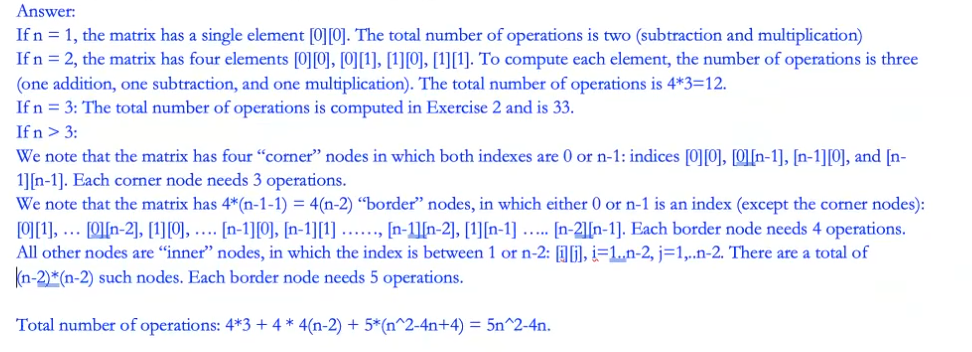 Answer:
If n = 1, the matrix has a single element [0][0]. The total number of operations is two (subtraction and multiplication)
If n = 2, the matrix has four elements [0][0], [0][1], [1][0], [1][1]. To compute each element, the number of operations is three
(one addition, one subtraction, and one multiplication). The total number of operations is 4*3=12.
If n = 3: The total number of operations is computed in Exercise 2 and is 33.
If n > 3:
We note that the matrix has four “corner” nodes in which both indexes are 0 or n-1: indices [0][0], [0][n-1], [n-1][0], and [n-
1][n-1]. Each corner node needs 3 operations.
We note that the matrix has 4*(n-1-1) = 4(n-2) “border” nodes, in which either 0 or n-1 is an index (except the corner nodes):
[0][1], … [0][n-2], [1][0], …. [n-1][0], [n-1][1] ……, [n-1][n-2], [1][n-1] ….. [n-2][n-1]. Each border node needs 4 operations.
All other nodes are “inner” nodes, in which the index is between 1 or n-2: [i][j], i=1..n-2, j=1,..n-2. There are a total of
(n-2)*(n-2) such nodes. Each border node needs 5 operations.
Total number of operations: 4*3 + 4 * 4(n-2) + 5*(n^2-4n+4) = 5n^2-4n.